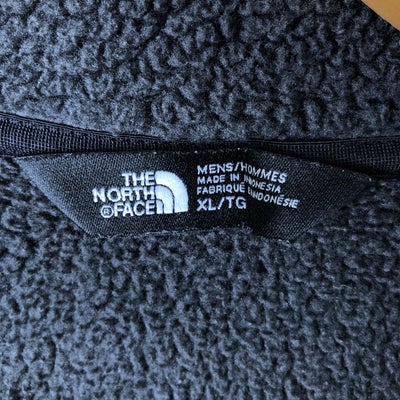 THE
NORTH
®FACE
MENS/HOMMES
MADE IN INDONESIA
FABRIQUÉ EN INDONÉSIE
XL/TG